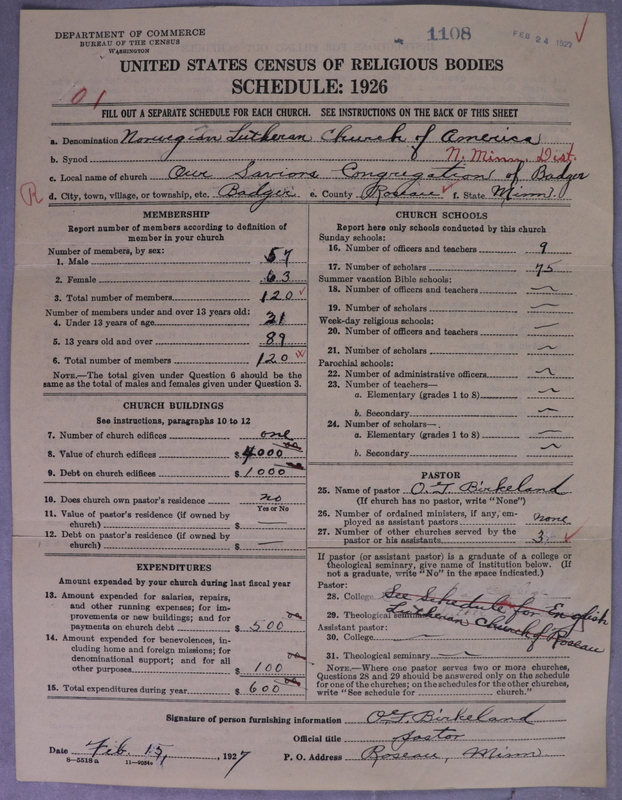 DEPARTMENT OF COMMERCE
BUREAU OF THE CENSUS
WASHINGTON
1108
FEB 24 1927
UNITED STATES CENSUS OF RELIGIOUS BODIES
SCHEDULE: 1926
01
FILL OUT A SEPARATE SCHEDULE FOR EACH CHURCH. SEE INSTRUCTIONS ON THE BACK OF THIS SHEET
a. Denomination Norwegian Lutheran Church of America
b. Synod N. Minn. Dist.
c. Local name of church Our Saviors Congregation of Badger
R d. City, town, village, or township, etc. Badger e. County Roseau f. State Minn.
MEMBERSHIP
Report number of members according to definition of
member in your church
Number of members, by sex:
1. Male 57
2. Female 63
3. Total number of members 120
Number of members under and over 13 years old:
4. Under 13 years of age 31
5. 13 years old and over 89
6. Total number of members 120
NOTE.—The total given under Question 6 should be
same as the total of males and females given under Question 3.
CHURCH BUILDINGS
See instructions, paragraphs 10 to 12
7. Number of church edifices one
8. Value of church edifices $ 4000
9. Debt on church edifices $ 1000
10. Does church own pastor's residence? no
Yes or No
11. Value of pastor's residence (if owned by
church) $ —
12. Debt on pastor's residence (if owned by
church) $ —
EXPENDITURES
Amount expended by your church during last fiscal year
13. Amount expended for salaries, repairs,
and other running expenses; for im-
provements or new buildings; and for
payments on church debt $ 500
14. Amount expended for benevolences, in-
cluding home and foreign missions; for
denominational support; and for all
other purposes $ 100
15. Total expenditures during year $ 600
CHURCH SCHOOLS
Report here only schools conducted by this church
Sunday schools:
16. Number of officers and teachers 9
17. Number of scholars 75
Summer vacation Bible schools:
18. Number of officers and teachers —
19. Number of scholars —
Week-day religious schools:
20. Number of officers and teachers —
21. Number of scholars —
Parochial schools:
22. Number of administrative officers —
23. Number of teachers—
a. Elementary (grades 1 to 8) —
b. Secondary —
24. Number of scholars—
a. Elementary (grades 1 to 8) —
b. Secondary —
PASTOR
25. Name of pastor O. T. Birkeland
(If church has no pastor, write "None")
26. Number of ordained ministers, if any, em-
ployed as assistant pastors none
27. Number of other churches served by the
pastor or his assistants 3
If pastor (or assistant pastor) is a graduate of a college or
theological seminary, give name of institution below. (If
not a graduate, write "No" in the space indicated.)
Pastor:
28. College See Schedule for English
29. Theological seminary Lutheran Church of Roseau
Assistant pastor:
30. College —
31. Theological seminary —
NOTE.—Where one pastor serves two or more churches,
Questions 28 and 29 should be answered only on the schedule
for one of the churches; on the schedules for the other churches,
write "See schedule for church."
Signature of person furnishing information O. T. Birkeland
Official title Pastor
Date Feb. 15, 1927 P. O. Address Roseau, Minn.
8—5518 a